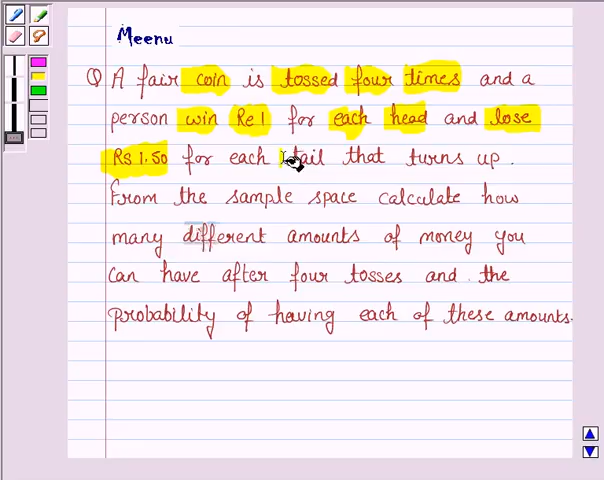 Meenu
Q A fair coin is tossed four times and a
person win Re 1 for each head and lose
Rs 1.50 for each tail that turns up.
From the sample space calculate how
many different amounts of money you
can have after four tosses and the
probability of having each of these amounts.